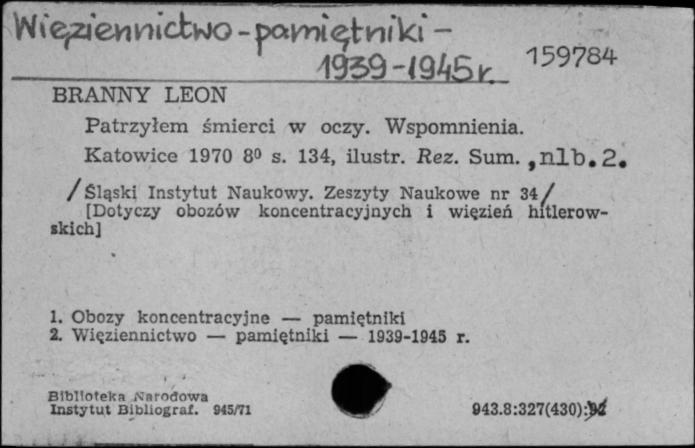 Więziennictwo - pamiętniki -
1939-1945 r.
159784
BRANNY LEON
Patrzyłem śmierci w oczy. Wspomnienia.
Katowice 1970 8⁰ s. 134, ilustr. Rez. Sum. , nlb. 2.
/ Śląski Instytut Naukowy. Zeszyty Naukowe nr 34 /
[Dotyczy obozów koncentracyjnych i więzień hitlerow-
skich]
1. Obozy koncentracyjne — pamiętniki
2. Więziennictwo — pamiętniki — 1939-1945 r.
Biblioteka Narodowa
Instytut Bibliograf. 945/71
943.8:327(430):